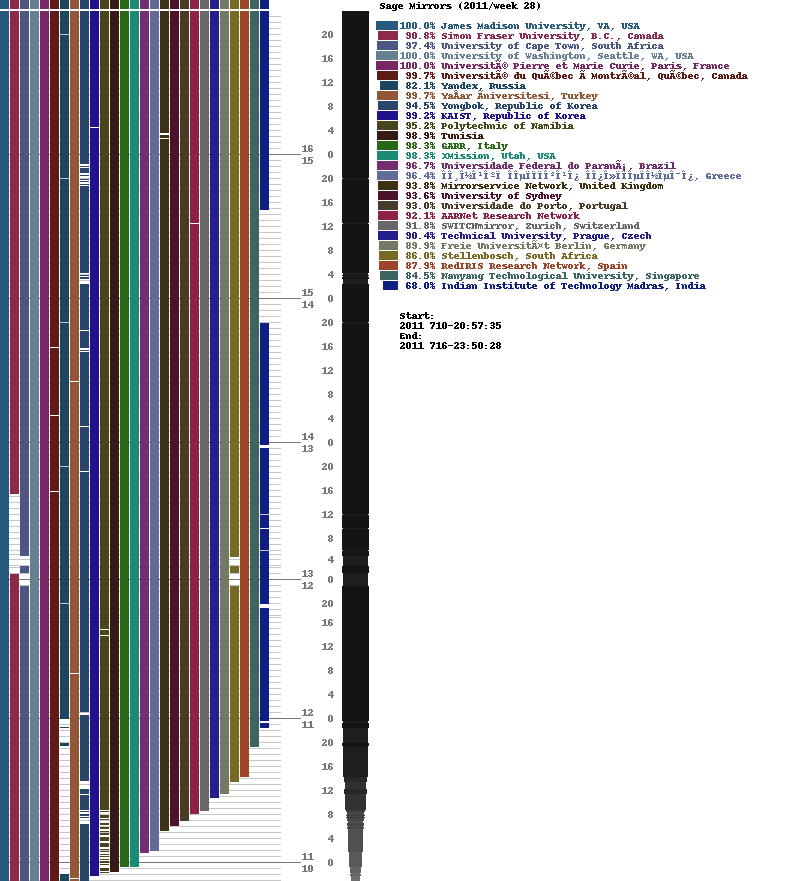 Sage Mirrors (2011/week 28)
100.0% James Madison University, VA, USA
90.8% Simon Fraser University, B.C., Canada
97.4% University of Cape Town, South Africa
100.0% University of Washington, Seattle, WA, USA
100.0% UniversitÃ© Pierre et Marie Curie, Paris, France
99.7% UniversitÃ© du QuÃ©bec Ã MontrÃ©al, QuÃ©bec, Canada
82.1% Yandex, Russia
99.7% Turkey
94.5% Yongbok, Republic of Korea
99.2% KAIST, Republic of Korea
95.2% Polytechnic of Namibia
98.9% Tunisia
98.3% GARR, Italy
98.3% XMission, Utah, USA
96.7% Universidade Federal do ParanÃ¡, Brazil
96.4% Greece
93.8% Mirrorservice Network, United Kingdom
93.6% University of Sydney
93.0% Universidade do Porto, Portugal
92.1% AARNet Research Network
91.8% SWITCHmirror, Zurich, Switzerland
90.4% Technical University, Prague, Czech
89.9% Freie Berlin, Germany
86.0% Stellenbosch, South Africa
87.9% RedIRIS Research Network, Spain
84.5% Nanyang Technological University, Singapore
68.0% Indian Institute of Technology Madras, India
Start:
2011 710-20:57:35
End:
2011 716-23:50:28
20
16
12
8
4
16
0
15
20
16
12
8
4
15
0
14
20
16
12
8
4
14
0
13
20
16
12
8
4
13
0
12
20
16
12
8
4
12
0
11
20
16
12
8
4
11
0
10